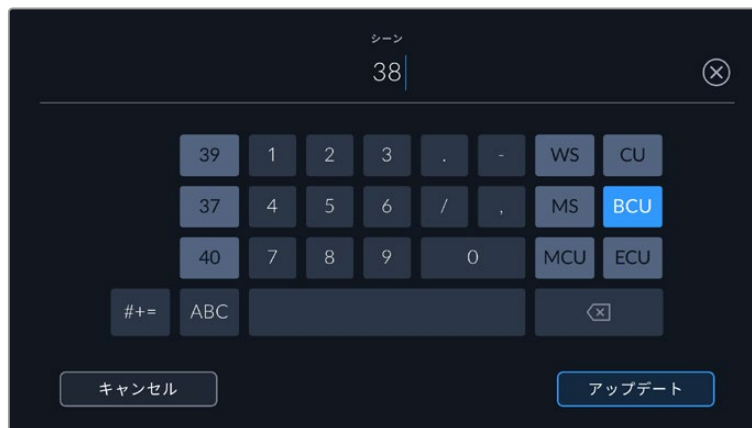 シーン
38
39 1 2 3 . - WS CU
37 4 5 6 / , MS BCU
40 7 8 9 0 MCU ECU
#+= ABC
キャンセル アップデート